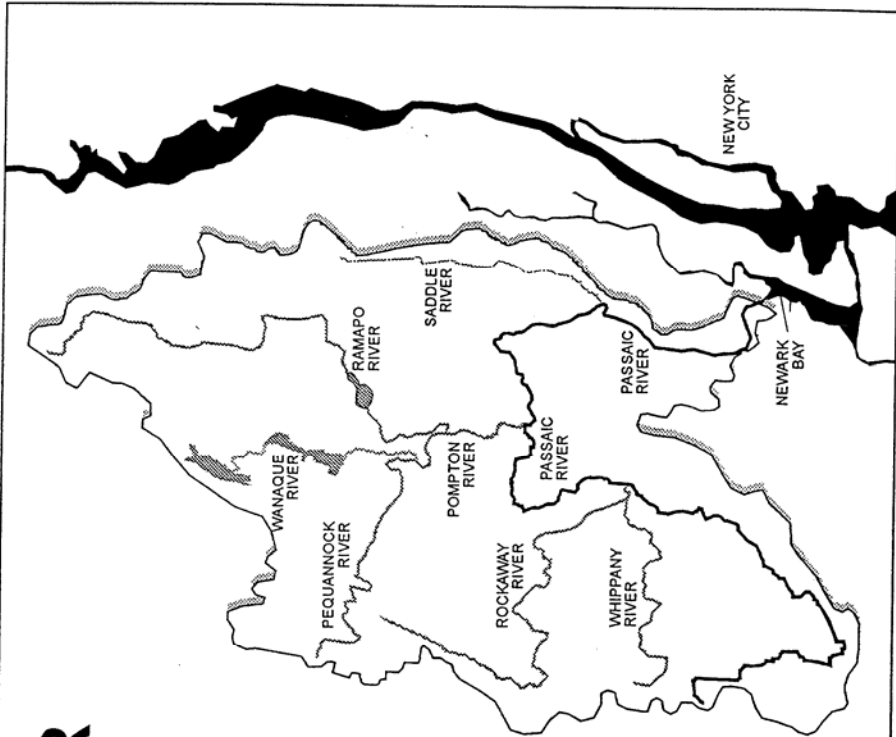 NEW YORK
CITY
SADDLE
RIVER
RAMAPO
RIVER
WANAQUE
RIVER
PEQUANNOCK
RIVER
POMPTON
RIVER
PASSAIC
RIVER
PASSAIC
RIVER
NEWARK
BAY
ROCKAWAY
RIVER
WHIPPANY
RIVER